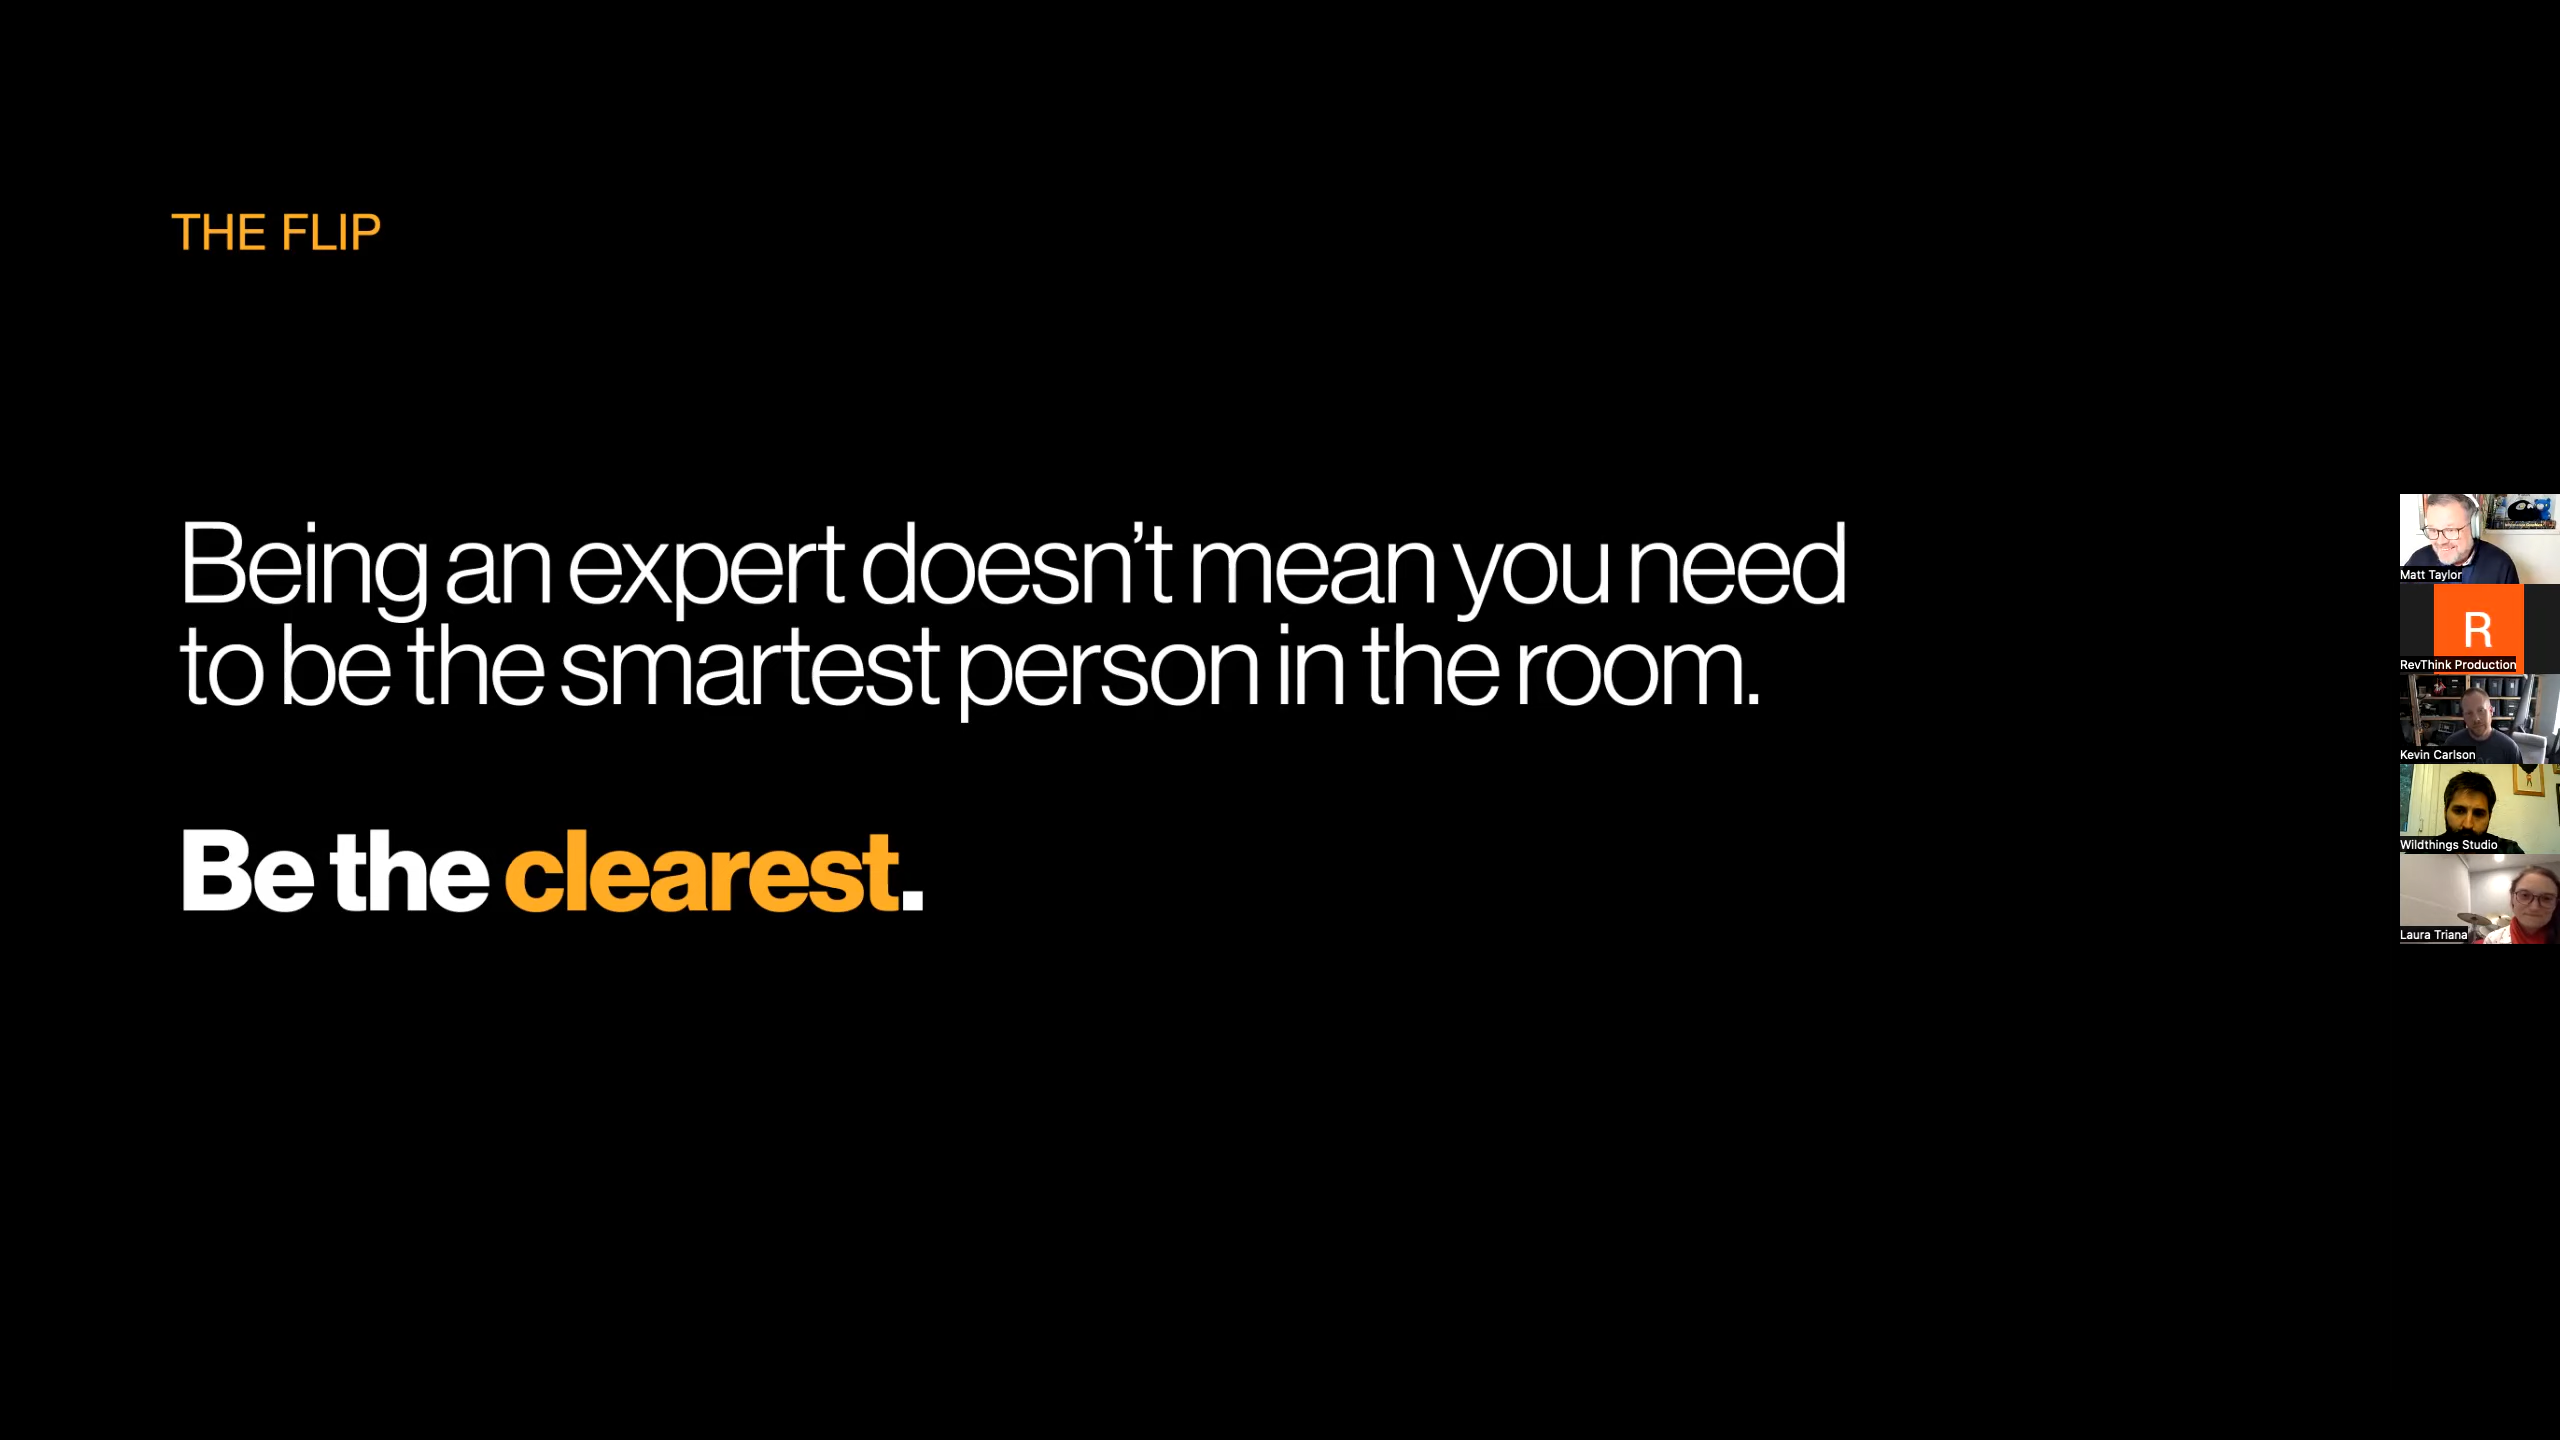 THE FLIP
Being an expert doesn’t mean you need
to be the smartest person in the room.
Be the clearest.
Matt Taylor
R
RevThink Production
Kevin Carlson
Wildthings Studio
Laura Triana